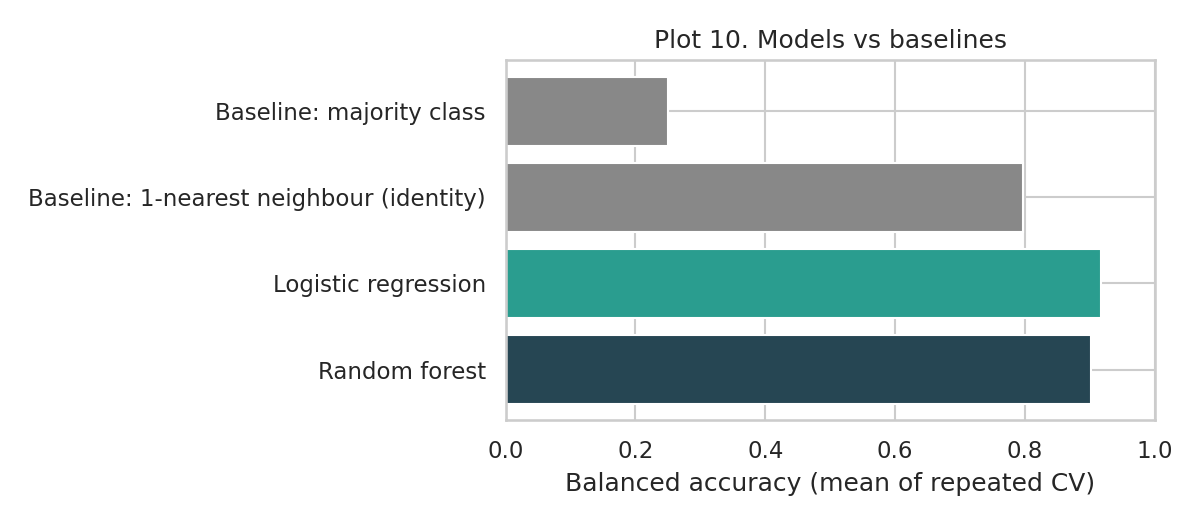 Plot 10. Models vs baselines
Baseline: majority class
Baseline: 1-nearest neighbour (identity)
Logistic regression
Random forest
0.0 0.2 0.4 0.6 0.8 1.0
Balanced accuracy (mean of repeated CV)